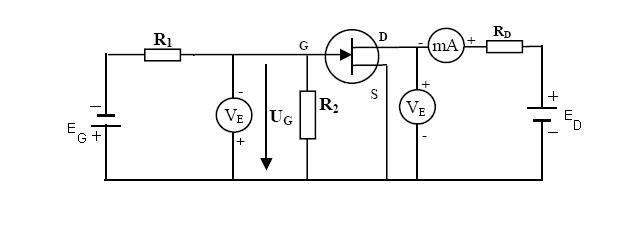 R1 G D - mA + RD
- EG +
- VE +
UG
R2
S
+ VE -
+ ED -